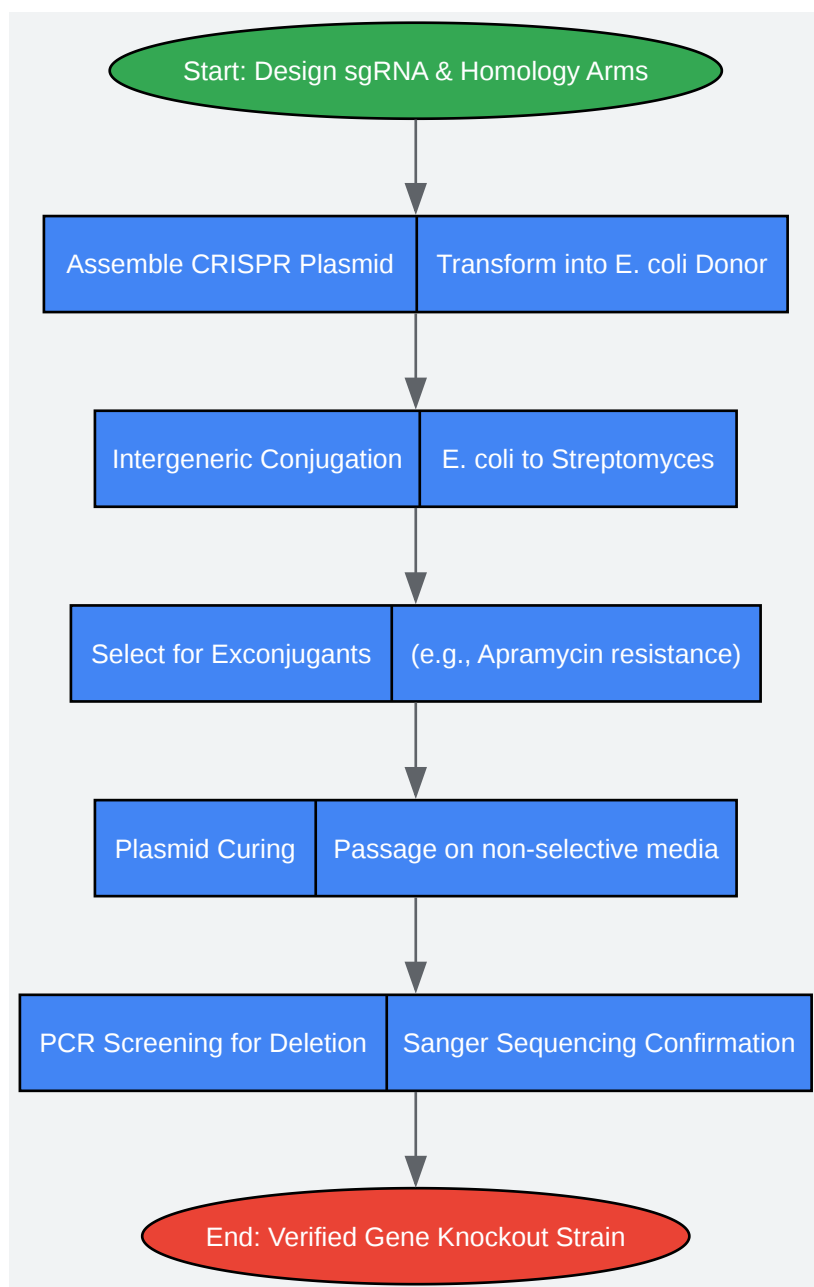 Start: Design sgRNA & Homology Arms
Assemble CRISPR Plasmid
Transform into E. coli Donor
Intergeneric Conjugation
E. coli to Streptomyces
Select for Exconjugants
(e.g., Apramycin resistance)
Plasmid Curing
Passage on non-selective media
PCR Screening for Deletion
Sanger Sequencing Confirmation
End: Verified Gene Knockout Strain